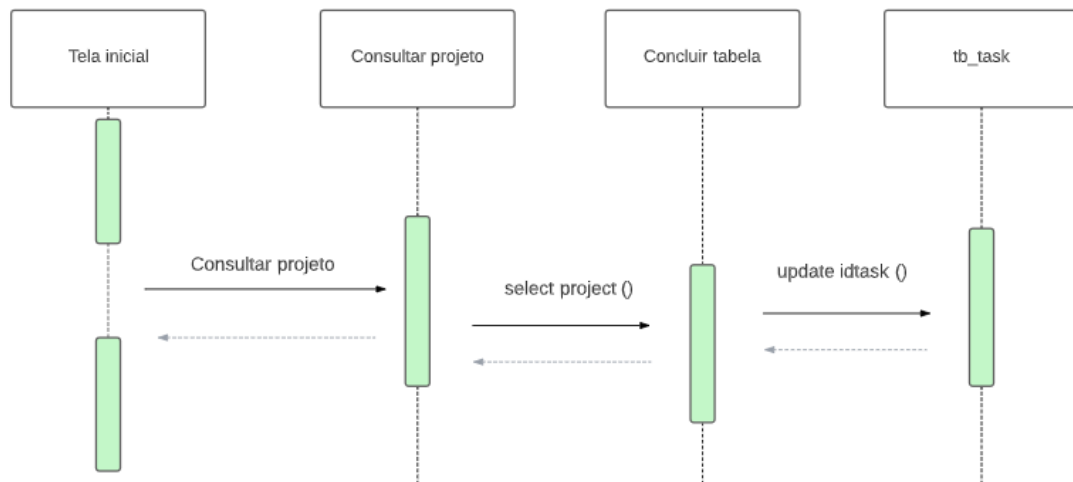 Tela inicial
Consultar projeto
Concluir tabela
tb_task
Consultar projeto
select project ()
update idtask ()